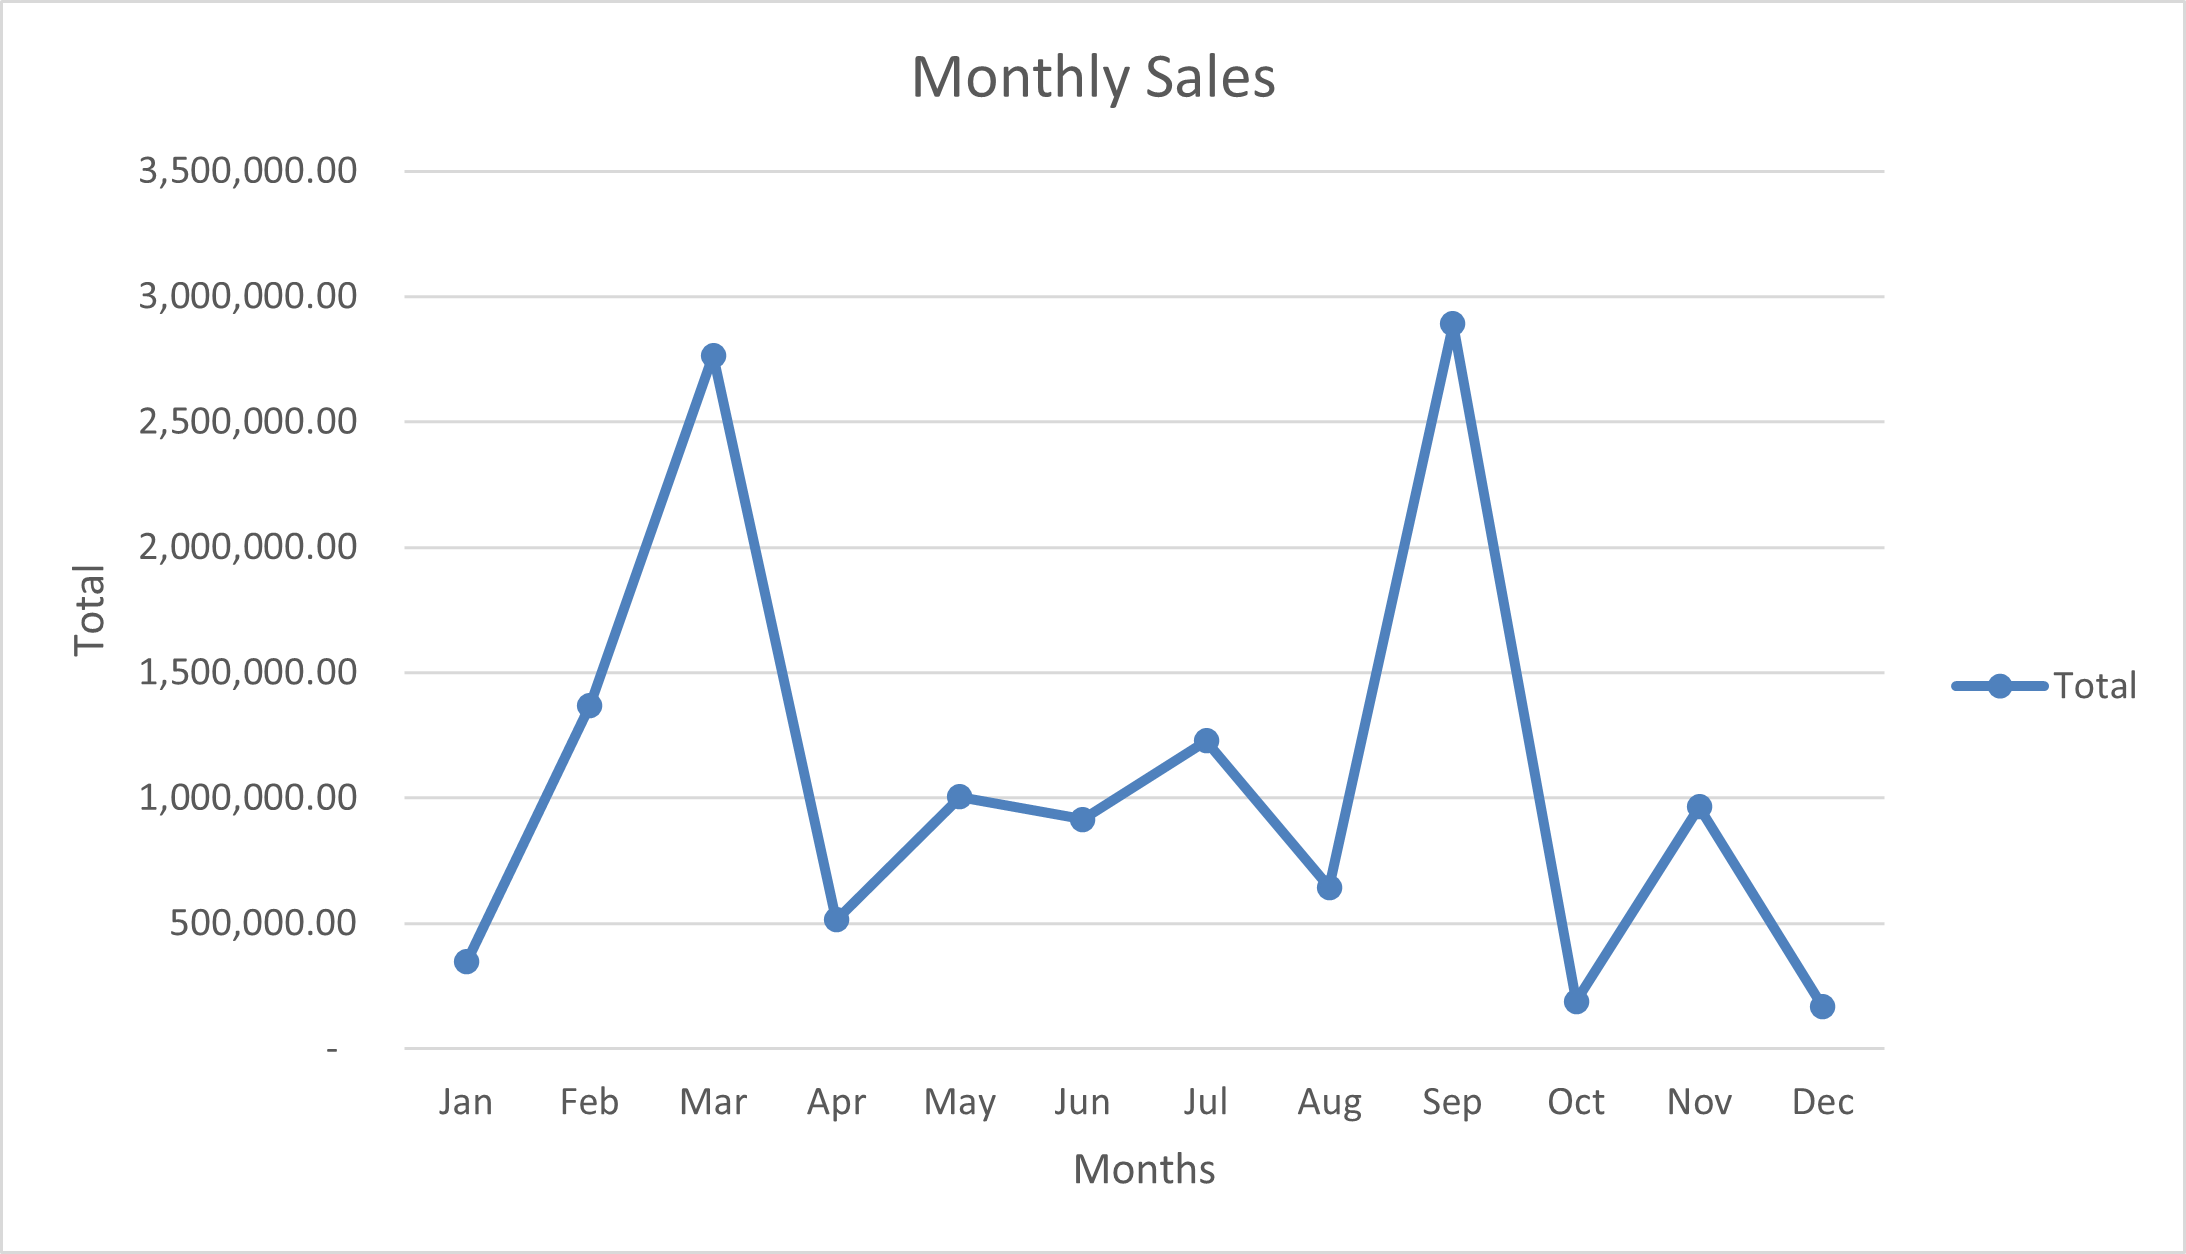 Monthly Sales
3,500,000.00
3,000,000.00
2,500,000.00
2,000,000.00
1,500,000.00
1,000,000.00
500,000.00
-
Total
Jan Feb Mar Apr May Jun Jul Aug Sep Oct Nov Dec
Months
Total